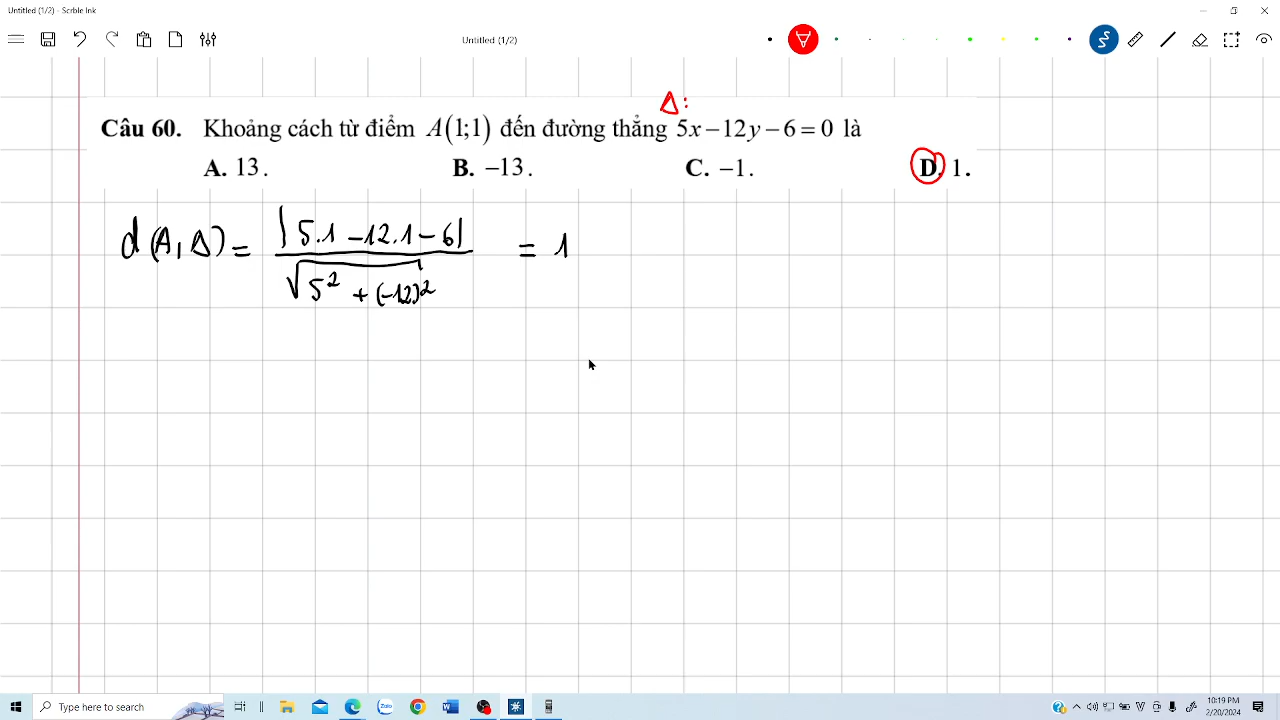 Untitled (1/2) - Scrble Ink
Untitled (1/2)
Δ:
Câu 60. Khoảng cách từ điểm A(1;1) đến đường thẳng 5x−12y−6=0 là
A. 13. B. −13. C. −1. D. 1.
d(A, Δ) = |5.1 −12.1 − 6| / √5² + (−12)² = 1
Type here to search
Zalo
10:19 PM
2/20/2024